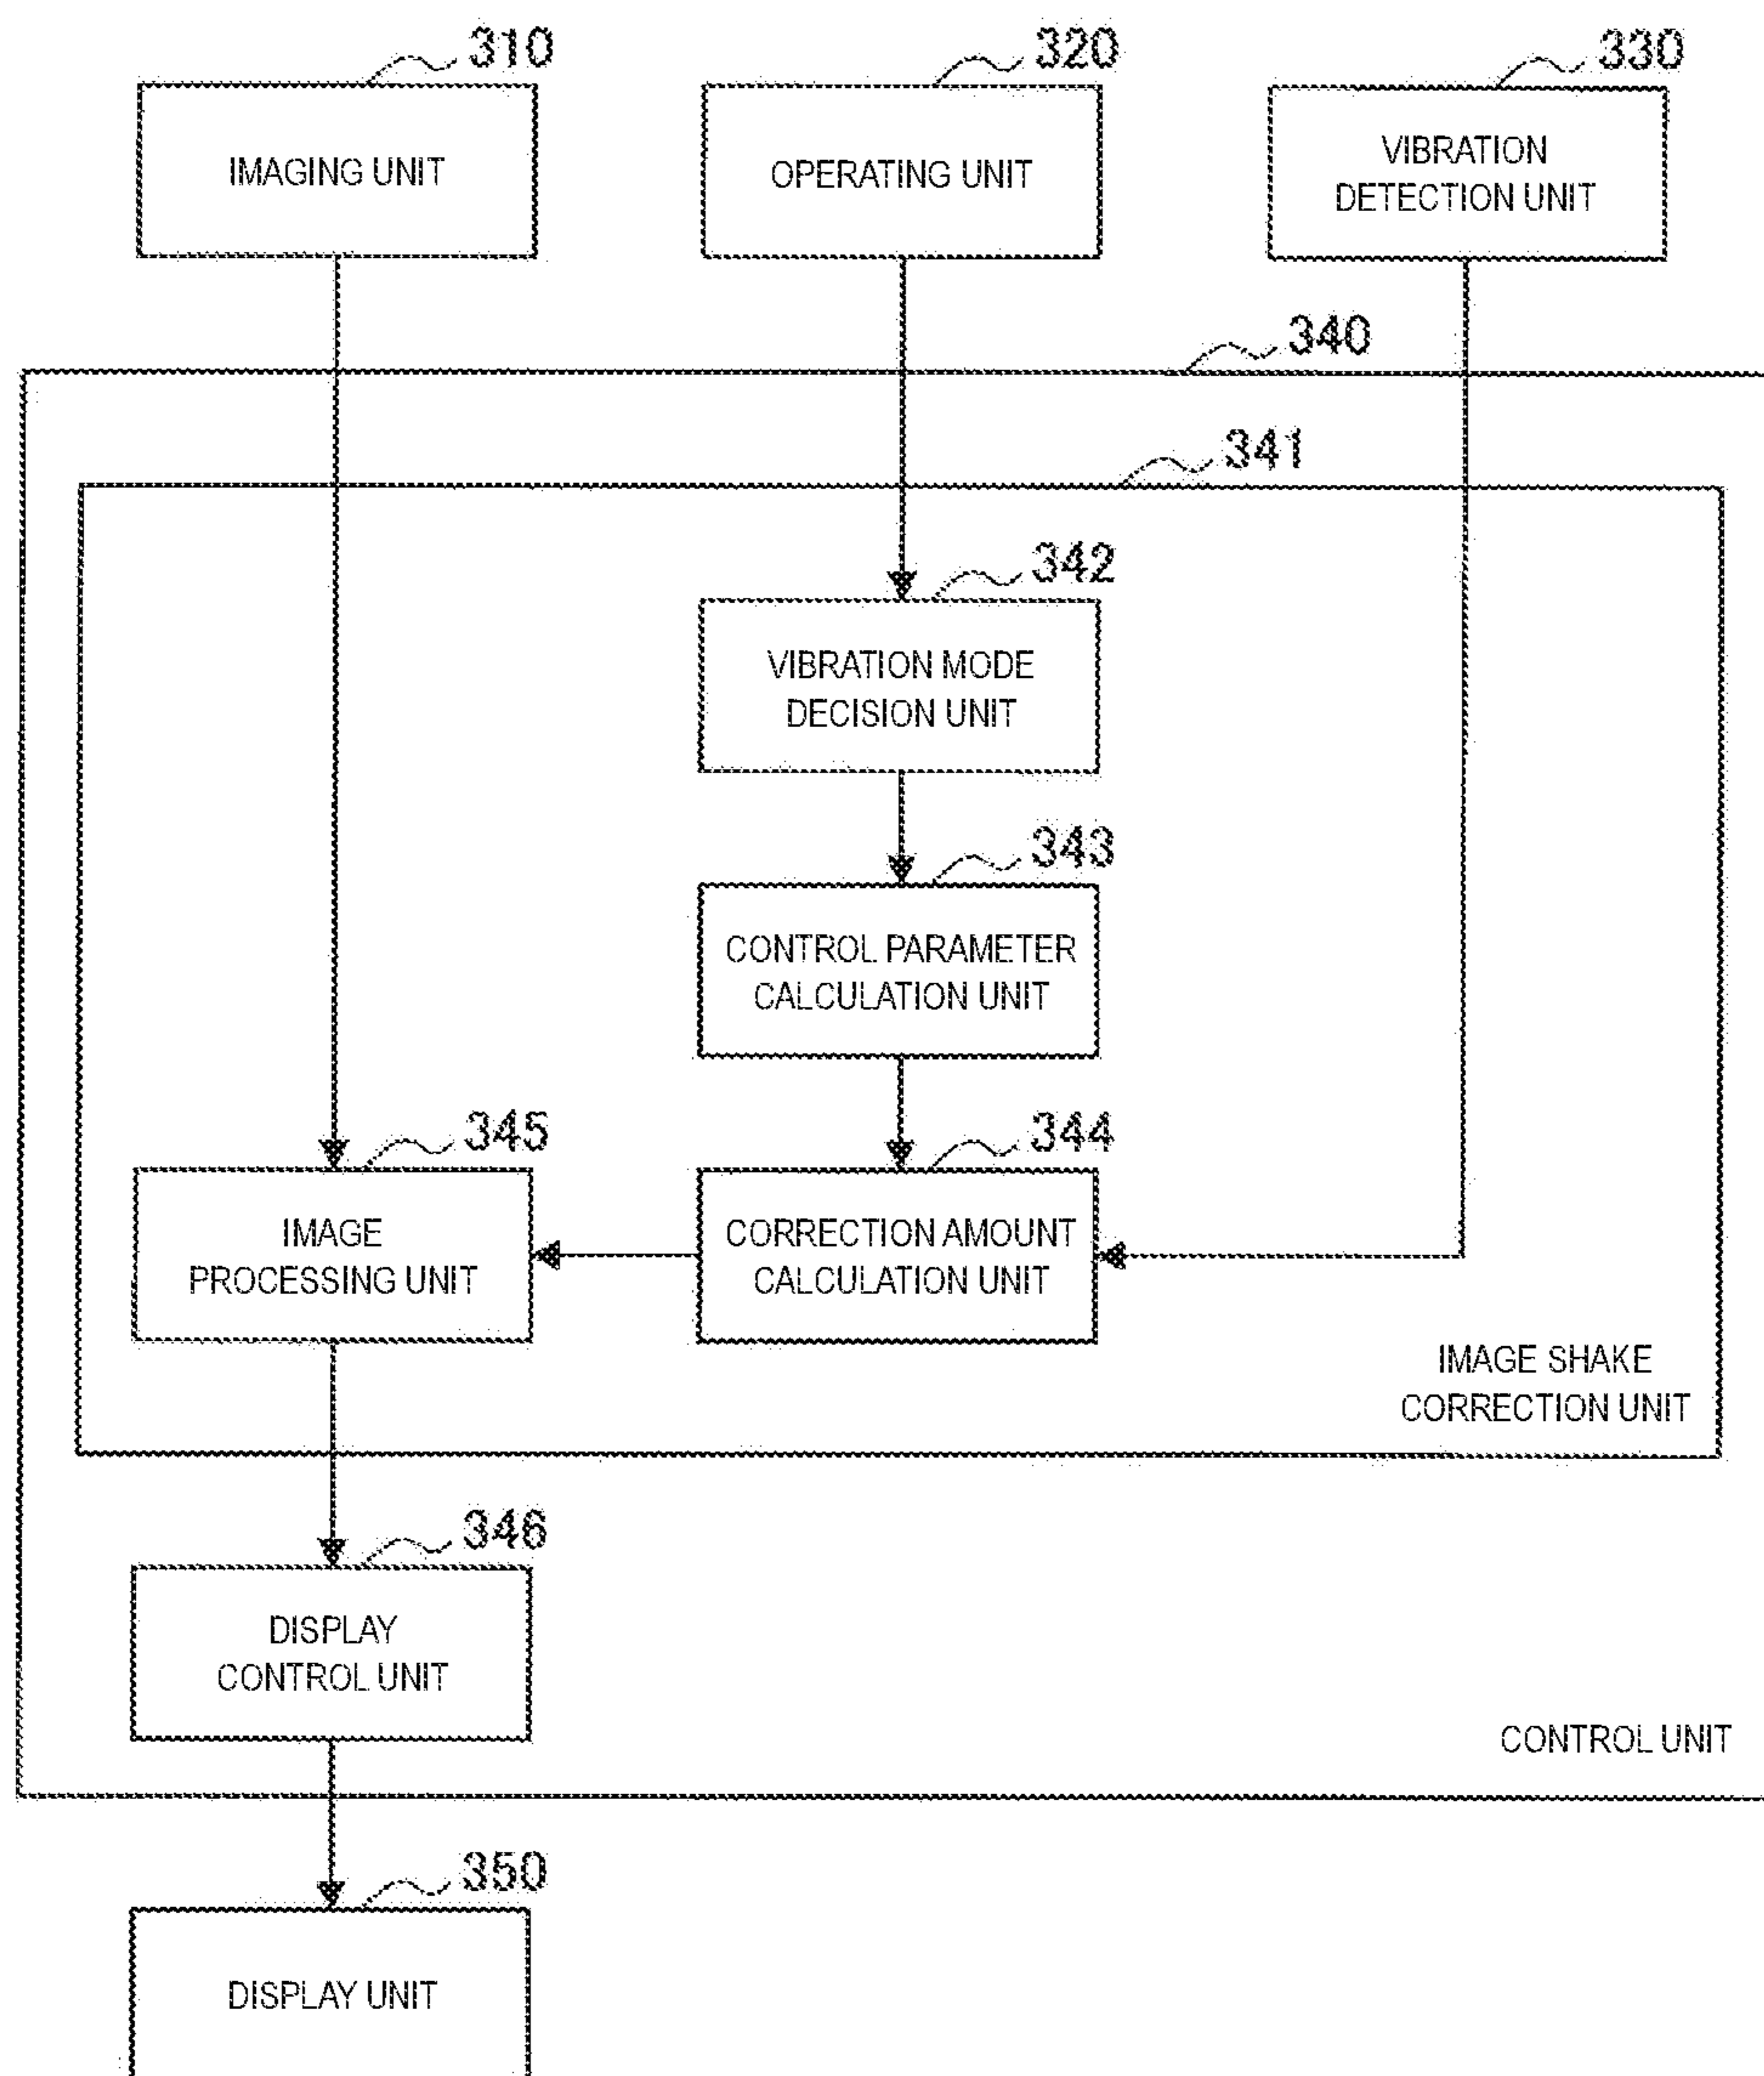 310
320
330
IMAGING UNIT
OPERATING UNIT
VIBRATION
DETECTION UNIT
340
341
342
VIBRATION MODE
DECISION UNIT
343
CONTROL PARAMETER
CALCULATION UNIT
345
344
IMAGE
PROCESSING UNIT
CORRECTION AMOUNT
CALCULATION UNIT
IMAGE SHAKE
CORRECTION UNIT
346
DISPLAY
CONTROL UNIT
CONTROL UNIT
350
DISPLAY UNIT